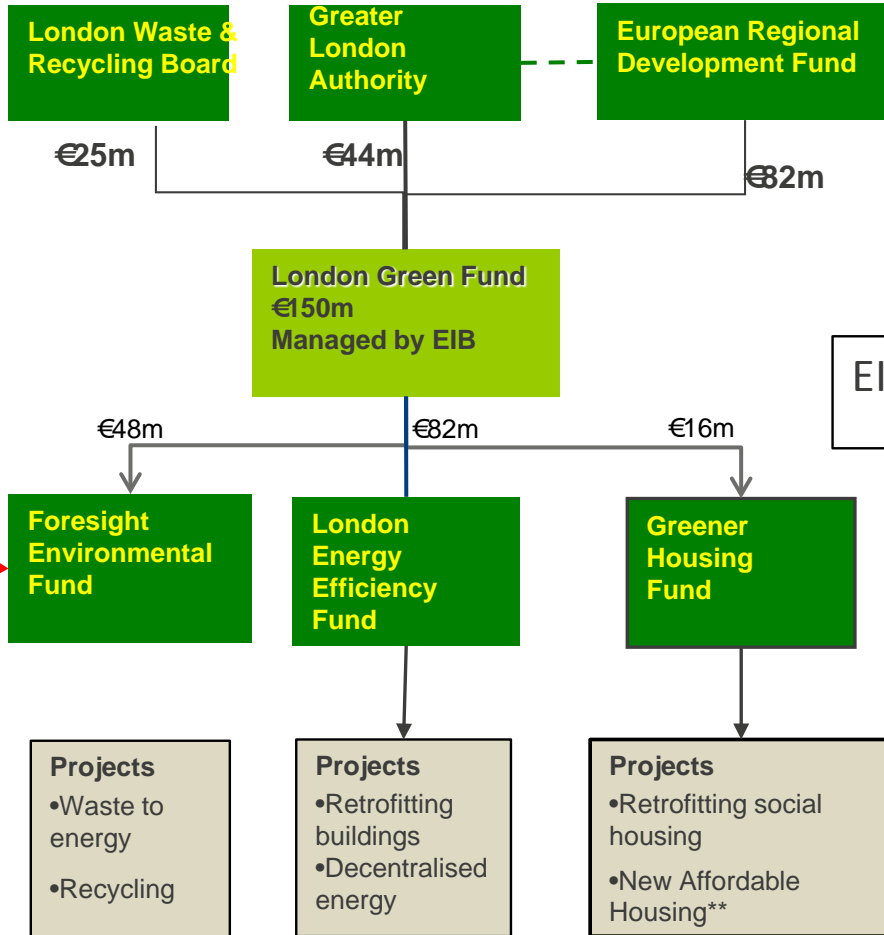 London Waste &
Recycling Board
Greater
London
Authority
European Regional
Development Fund
€25m
€44m
€82m
London Green Fund
€150m
Managed by EIB
EI
€48m
€82m
€16m
Foresight
Environmental
Fund
London
Energy
Efficiency
Fund
Greener
Housing
Fund
Projects
•Waste to
energy
•Recycling
Projects
•Retrofitting
buildings
•Decentralised
energy
Projects
•Retrofitting social
housing
•New Affordable
Housing**